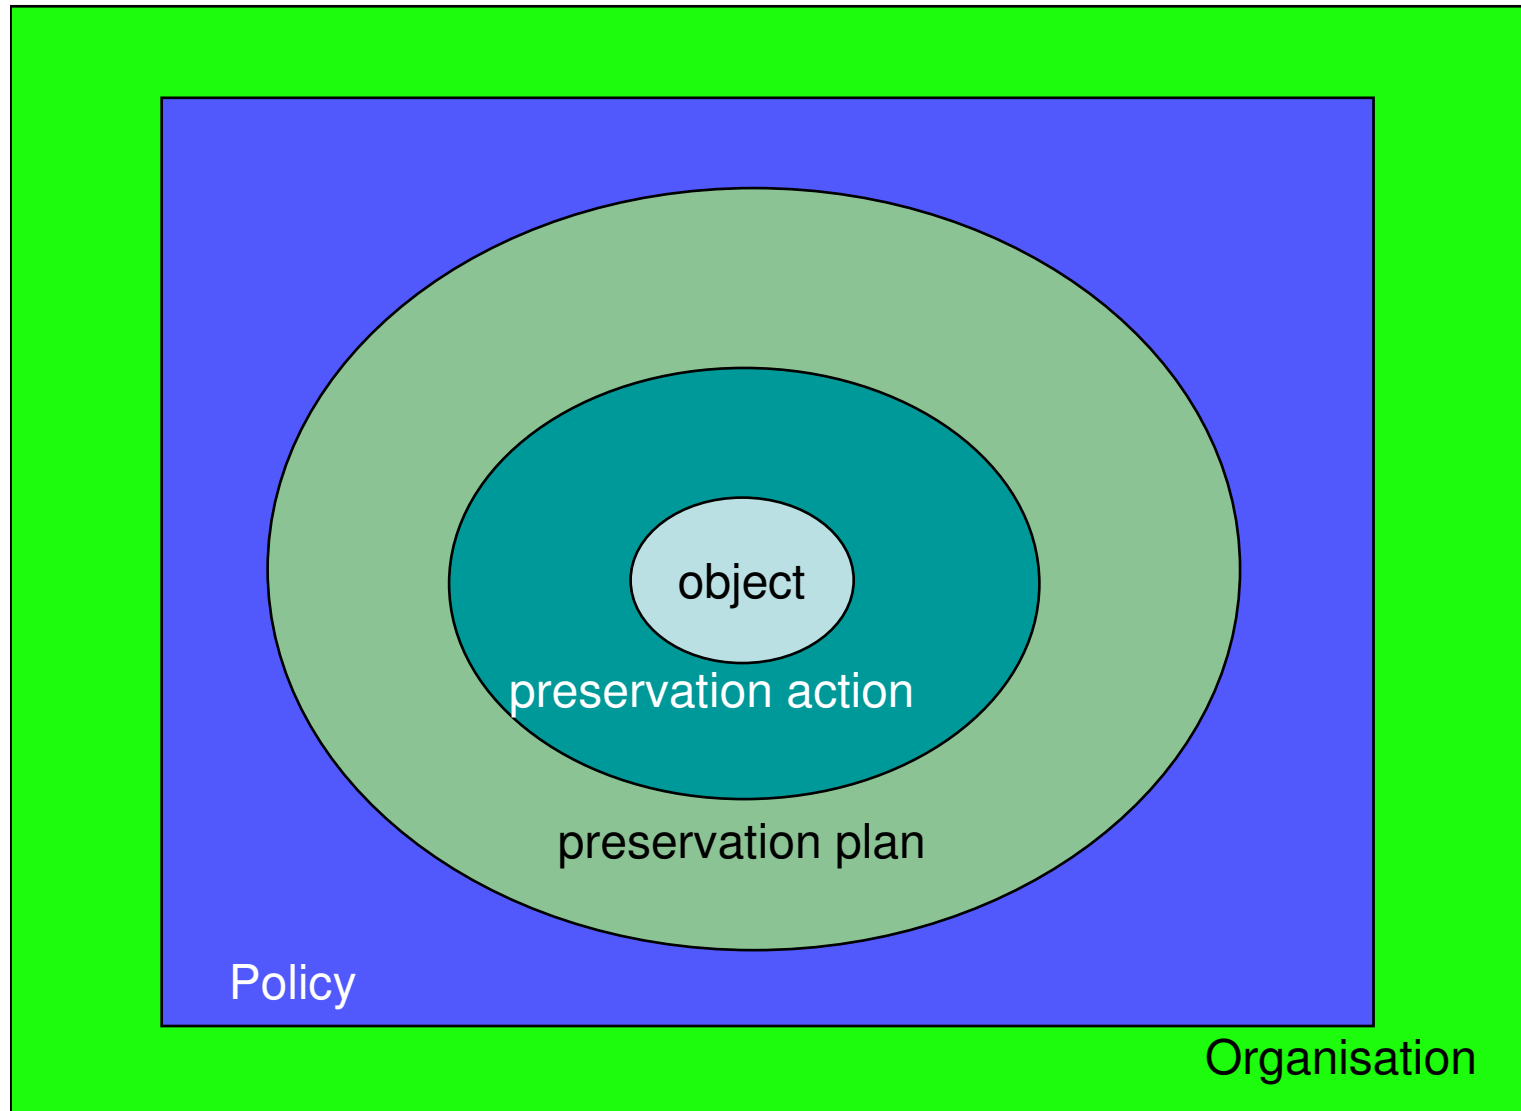 object
preservation action
preservation plan
Policy
Organisation